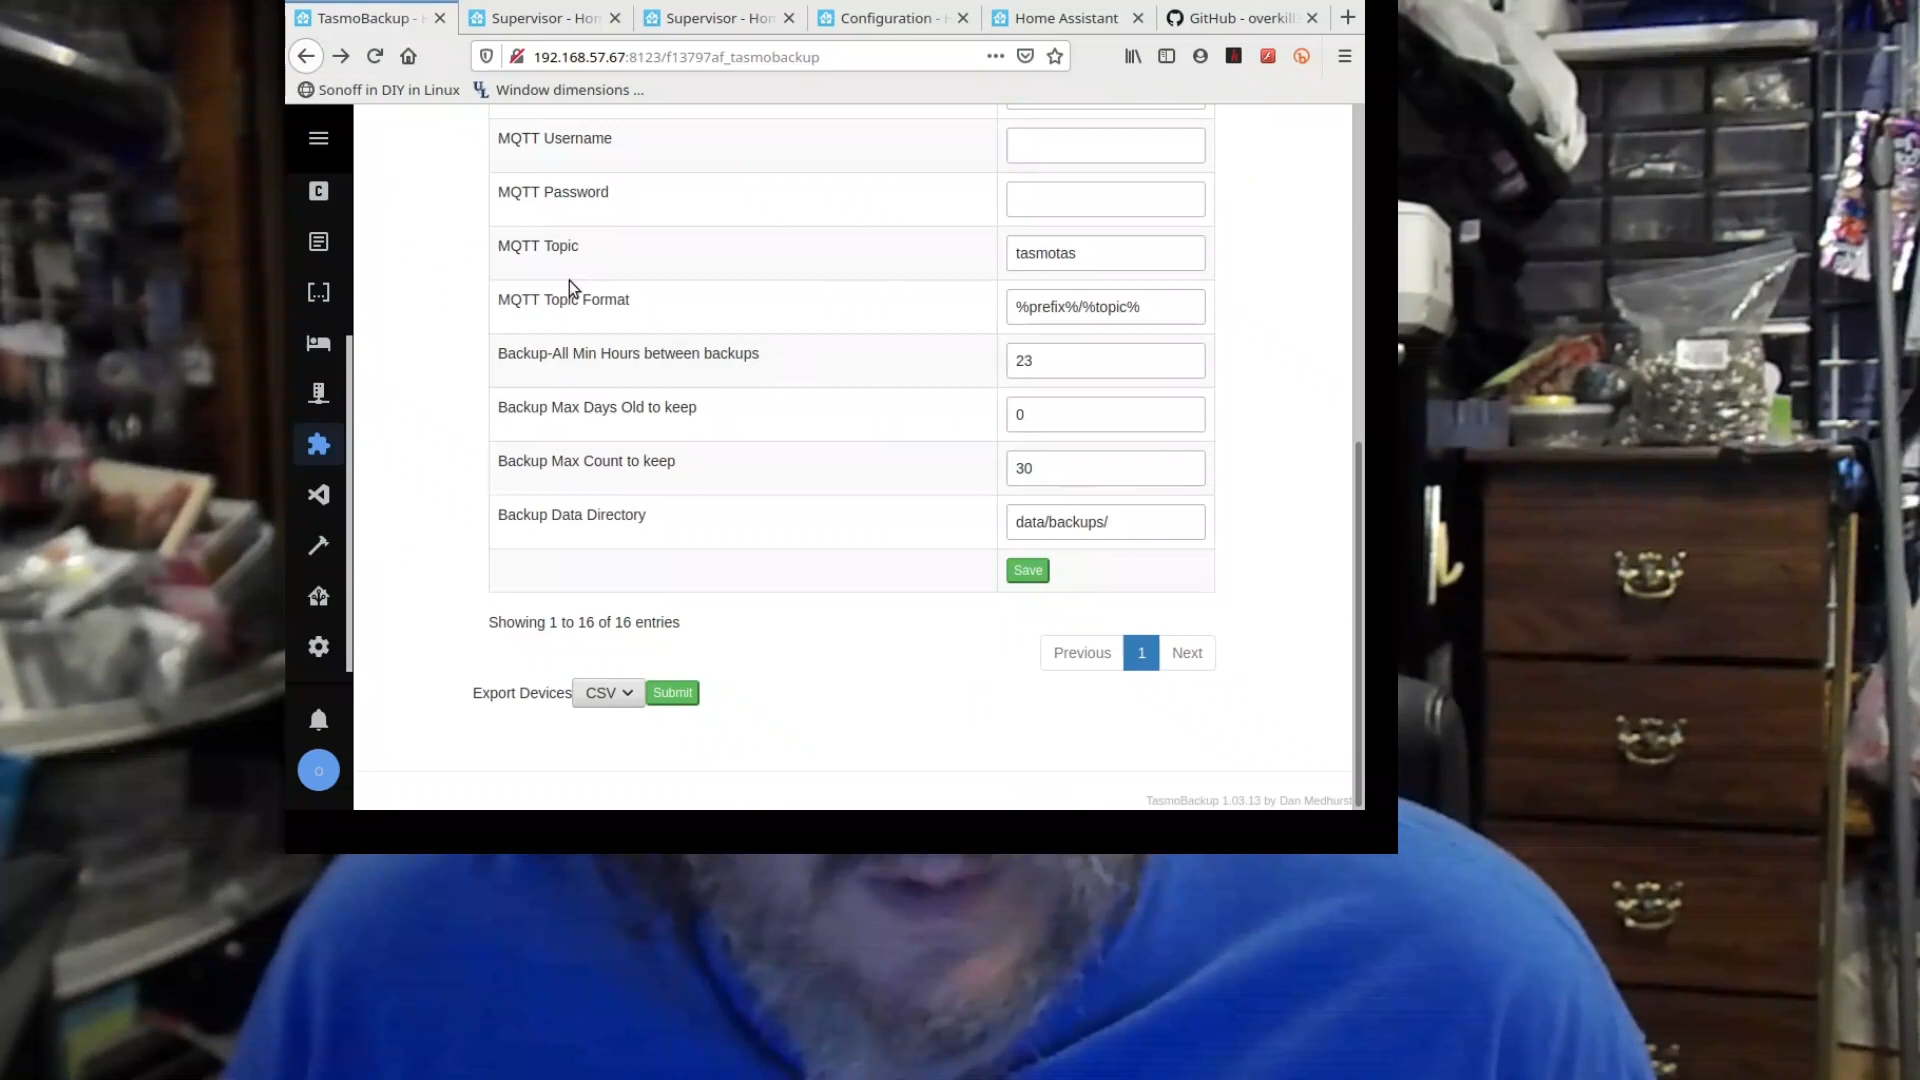 TasmoBackup - H
Supervisor - Hom
Supervisor - Hom
Configuration - H
Home Assistant
GitHub - overkill
192.168.57.67:8123/f13797af_tasmobackup
Sonoff in DIY in Linux
Window dimensions ...
MQTT Username
MQTT Password
MQTT Topic
tasmotas
MQTT Topic Format
%prefix%/%topic%
Backup-All Min Hours between backups
23
Backup Max Days Old to keep
0
Backup Max Count to keep
30
Backup Data Directory
data/backups/
Save
Showing 1 to 16 of 16 entries
Previous
1
Next
Export Devices
CSV
Submit
o
TasmoBackup 1.03.13 by Dan Medhurst